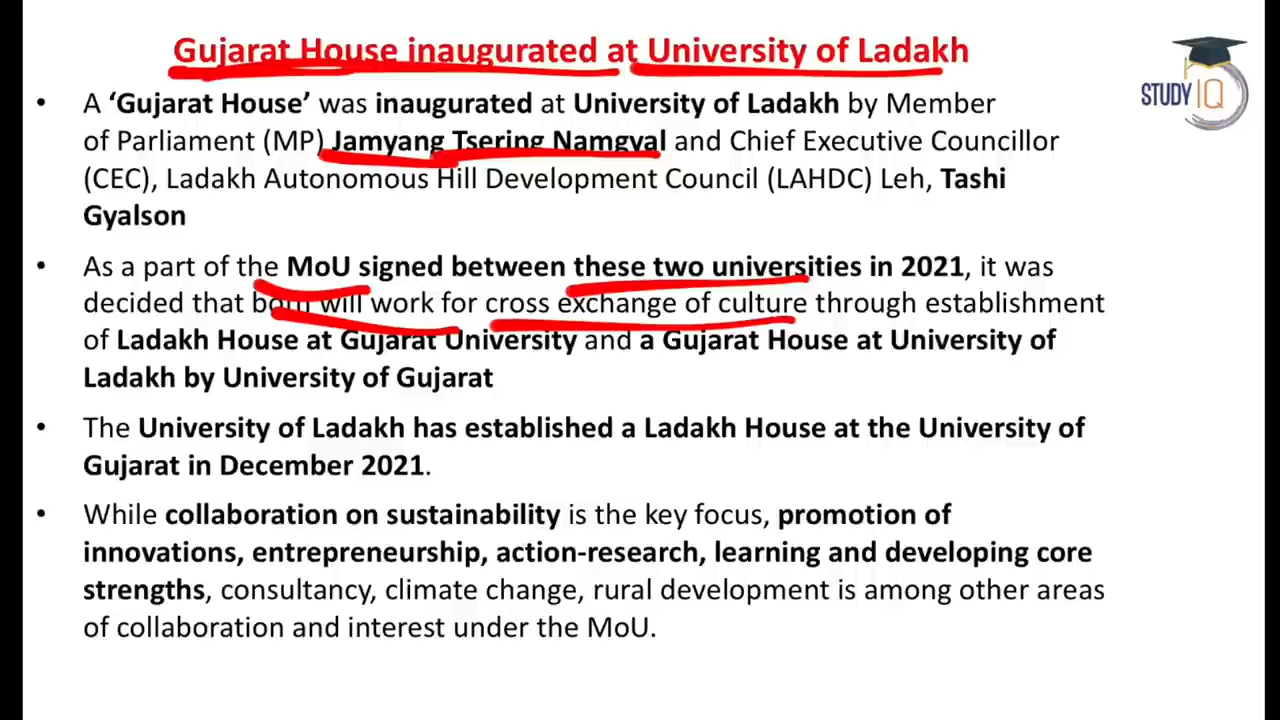 Gujarat House inaugurated at University of Ladakh
STUDY IQ
• A ‘Gujarat House’ was inaugurated at University of Ladakh by Member
of Parliament (MP) Jamyang Tsering Namgyal and Chief Executive Councillor
(CEC), Ladakh Autonomous Hill Development Council (LAHDC) Leh, Tashi
Gyalson
• As a part of the MoU signed between these two universities in 2021, it was
decided that both will work for cross exchange of culture through establishment
of Ladakh House at Gujarat University and a Gujarat House at University of
Ladakh by University of Gujarat
• The University of Ladakh has established a Ladakh House at the University of
Gujarat in December 2021.
• While collaboration on sustainability is the key focus, promotion of
innovations, entrepreneurship, action-research, learning and developing core
strengths, consultancy, climate change, rural development is among other areas
of collaboration and interest under the MoU.